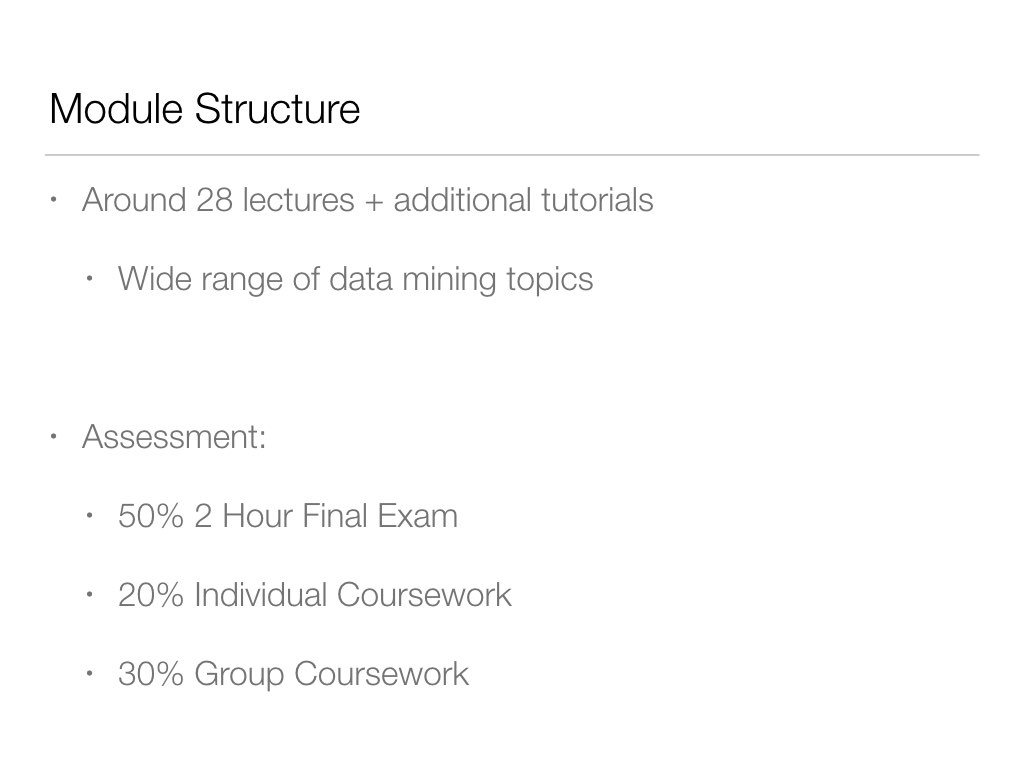 Module Structure
• Around 28 lectures + additional tutorials
• Wide range of data mining topics
• Assessment:
• 50% 2 Hour Final Exam
• 20% Individual Coursework
• 30% Group Coursework